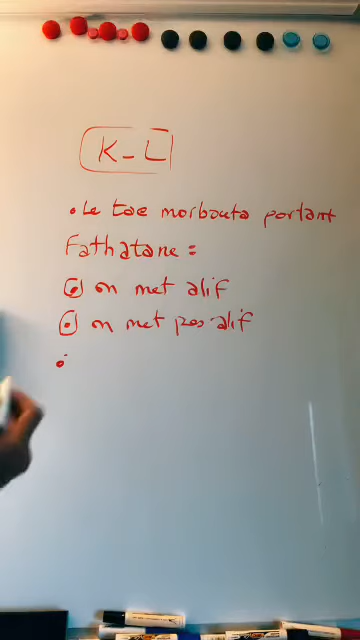 K-L
• Le tae morbouta portant
Fathatane :
on met alif
on met pas alif